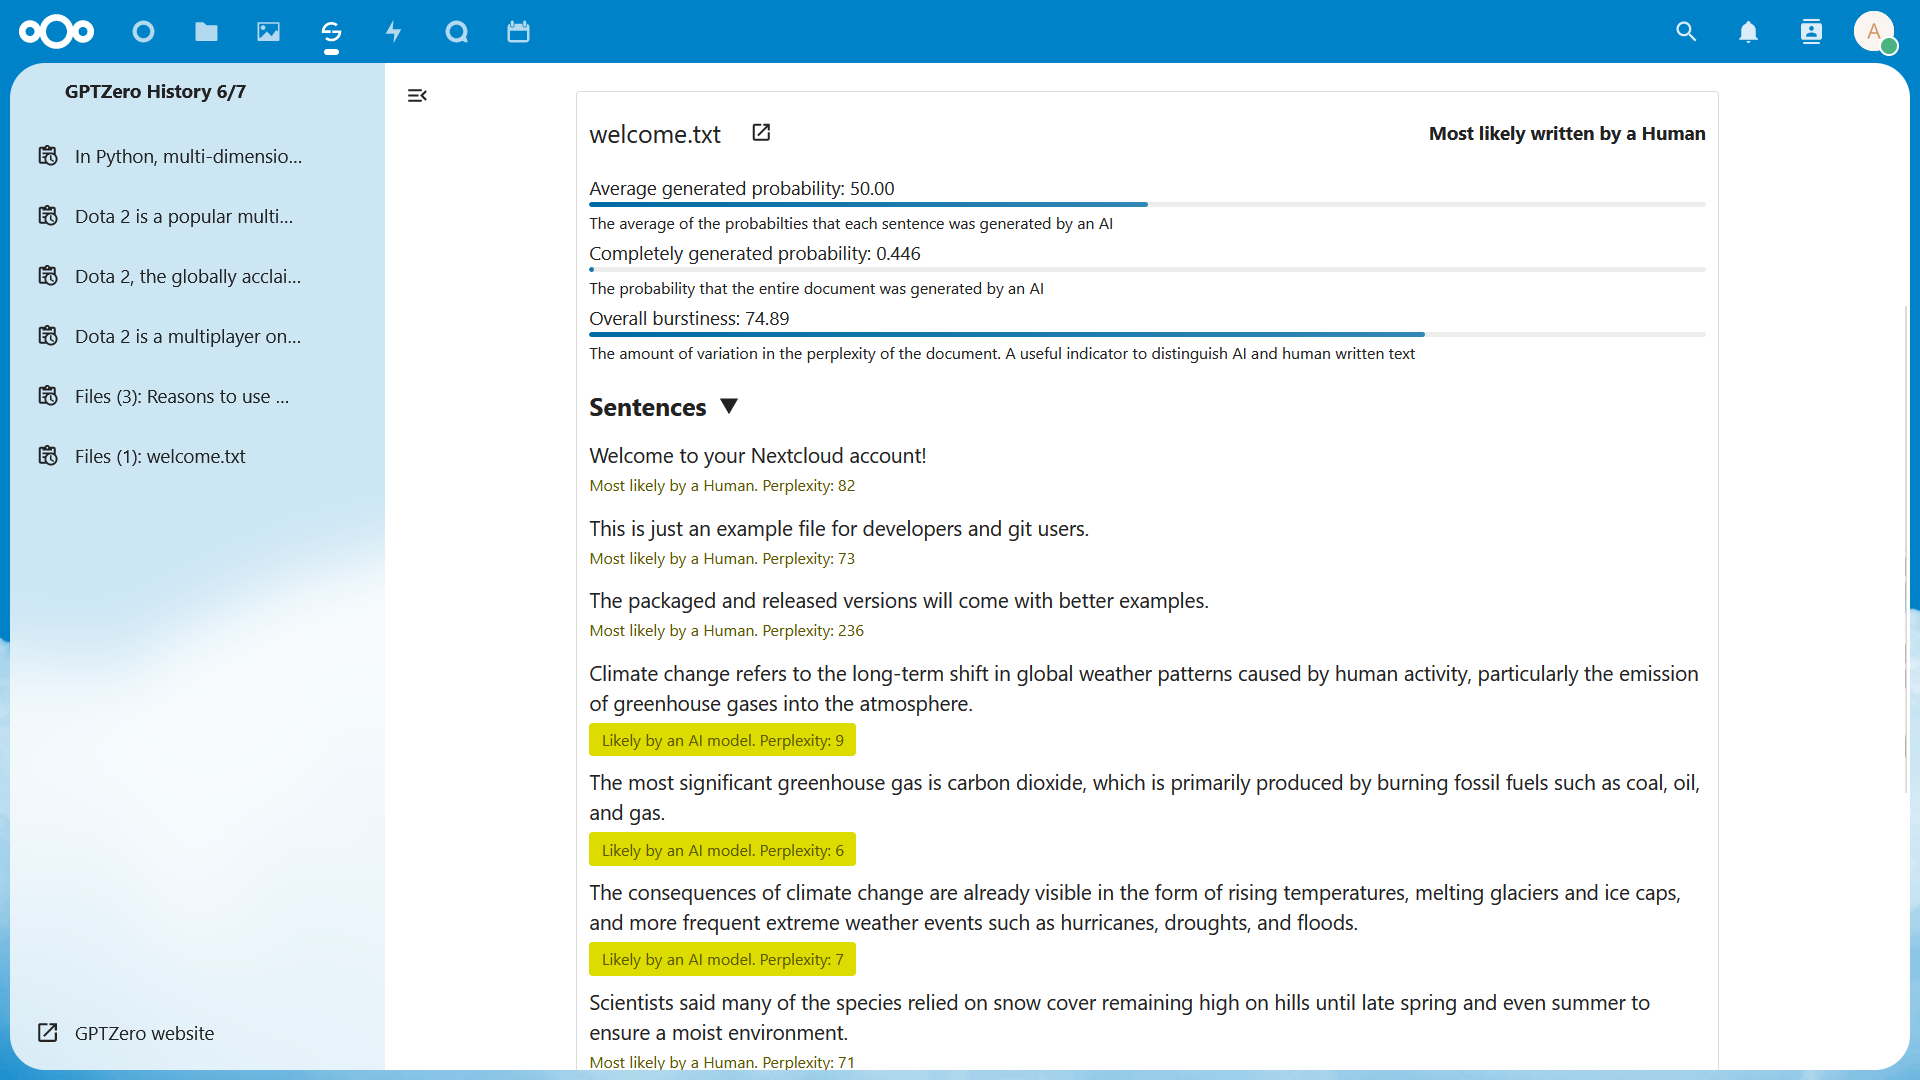 A
GPTZero History 6/7
In Python, multi-dimensio...
Dota 2 is a popular multi...
Dota 2, the globally acclai...
Dota 2 is a multiplayer on...
Files (3): Reasons to use ...
Files (1): welcome.txt
GPTZero website
welcome.txt
Most likely written by a Human
Average generated probability: 50.00
The average of the probabilties that each sentence was generated by an AI
Completely generated probability: 0.446
The probability that the entire document was generated by an AI
Overall burstiness: 74.89
The amount of variation in the perplexity of the document. A useful indicator to distinguish AI and human written text
Sentences ▼
Welcome to your Nextcloud account!
Most likely by a Human. Perplexity: 82
This is just an example file for developers and git users.
Most likely by a Human. Perplexity: 73
The packaged and released versions will come with better examples.
Most likely by a Human. Perplexity: 236
Climate change refers to the long-term shift in global weather patterns caused by human activity, particularly the emission
of greenhouse gases into the atmosphere.
Likely by an AI model. Perplexity: 9
The most significant greenhouse gas is carbon dioxide, which is primarily produced by burning fossil fuels such as coal, oil,
and gas.
Likely by an AI model. Perplexity: 6
The consequences of climate change are already visible in the form of rising temperatures, melting glaciers and ice caps,
and more frequent extreme weather events such as hurricanes, droughts, and floods.
Likely by an AI model. Perplexity: 7
Scientists said many of the species relied on snow cover remaining high on hills until late spring and even summer to
ensure a moist environment.
Most likely by a Human. Perplexity: 71